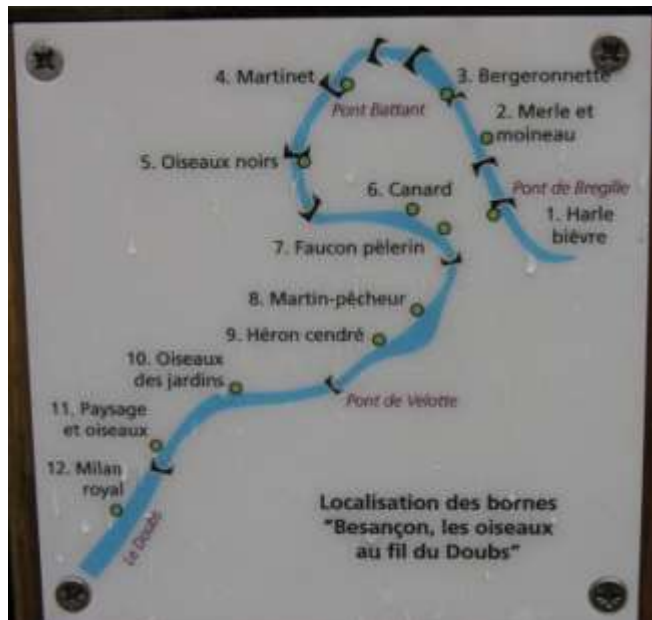 4. Martinet
3. Bergeronnette
Pont Battant
2. Merle et
moineau
5. Oiseaux noirs
6. Canard
Pont de Bregille
1. Harle
bièvre
7. Faucon pèlerin
8. Martin-pêcheur
9. Héron cendré
10. Oiseaux
des jardins
Pont de Velotte
11. Paysage
et oiseaux
12. Milan
royal
Le Doubs
Localisation des bornes
"Besançon, les oiseaux
au fil du Doubs"